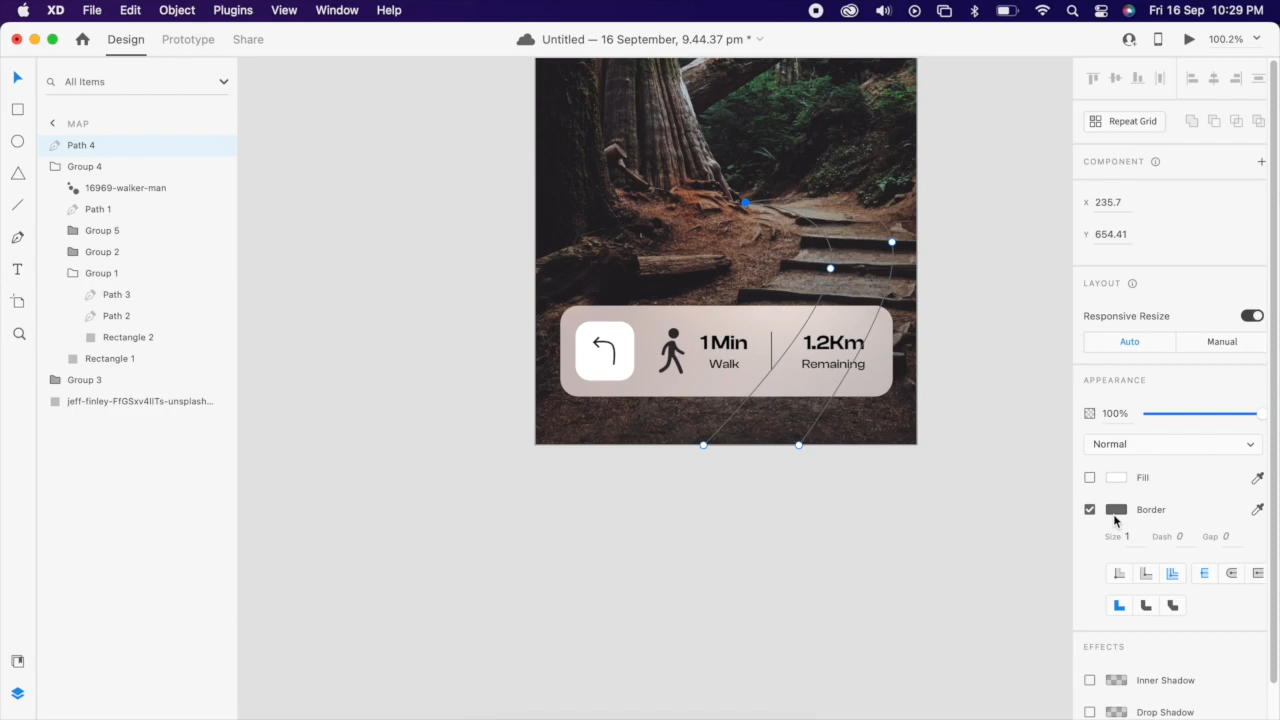 XD File Edit Object Plugins View Window Help Fri 16 Sep 10:29 PM
Design Prototype Share Untitled — 16 September, 9.44.37 pm * 100.2%
All Items
MAP
Path 4
Group 4
16969-walker-man
Path 1
Group 5
Group 2
Group 1
Path 3
Path 2
Rectangle 2
Rectangle 1
Group 3
jeff-finley-FfGSxv4lITs-unsplash...
1 Min
Walk
1.2Km
Remaining
Repeat Grid
COMPONENT
X 235.7
Y 654.41
LAYOUT
Responsive Resize
Auto Manual
APPEARANCE
100%
Normal
Fill
Border
Size 1 Dash 0 Gap 0
EFFECTS
Inner Shadow
Drop Shadow